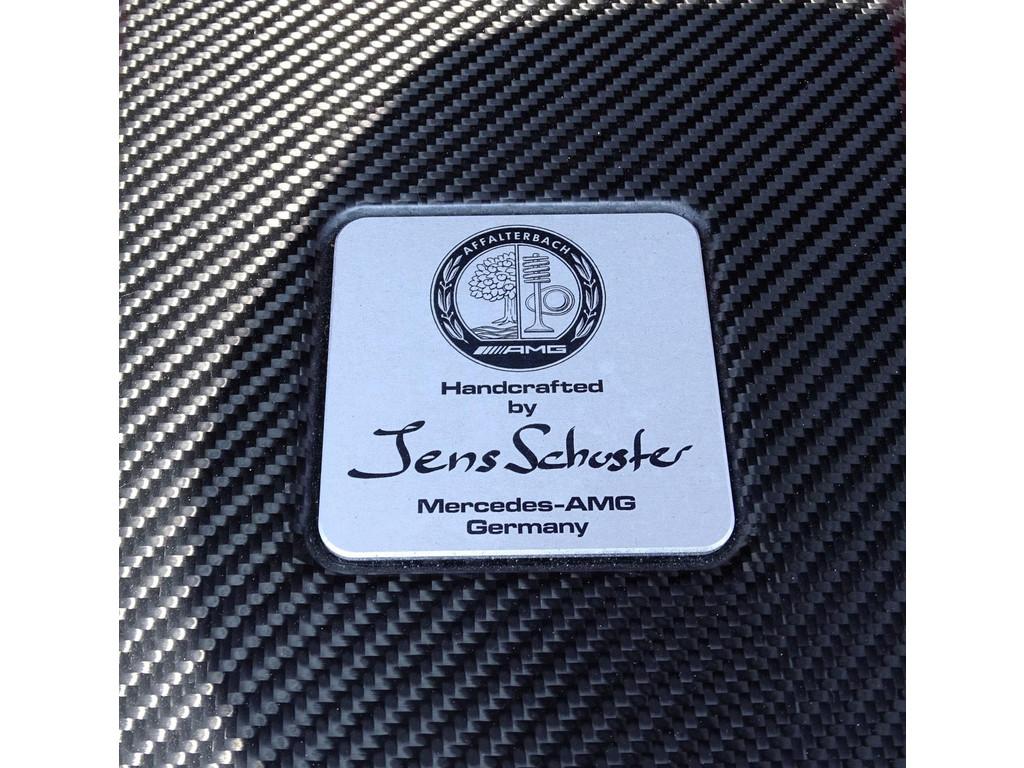 AFFALTERBACH
AMG
Handcrafted
by
Jens Schuster
Mercedes-AMG
Germany